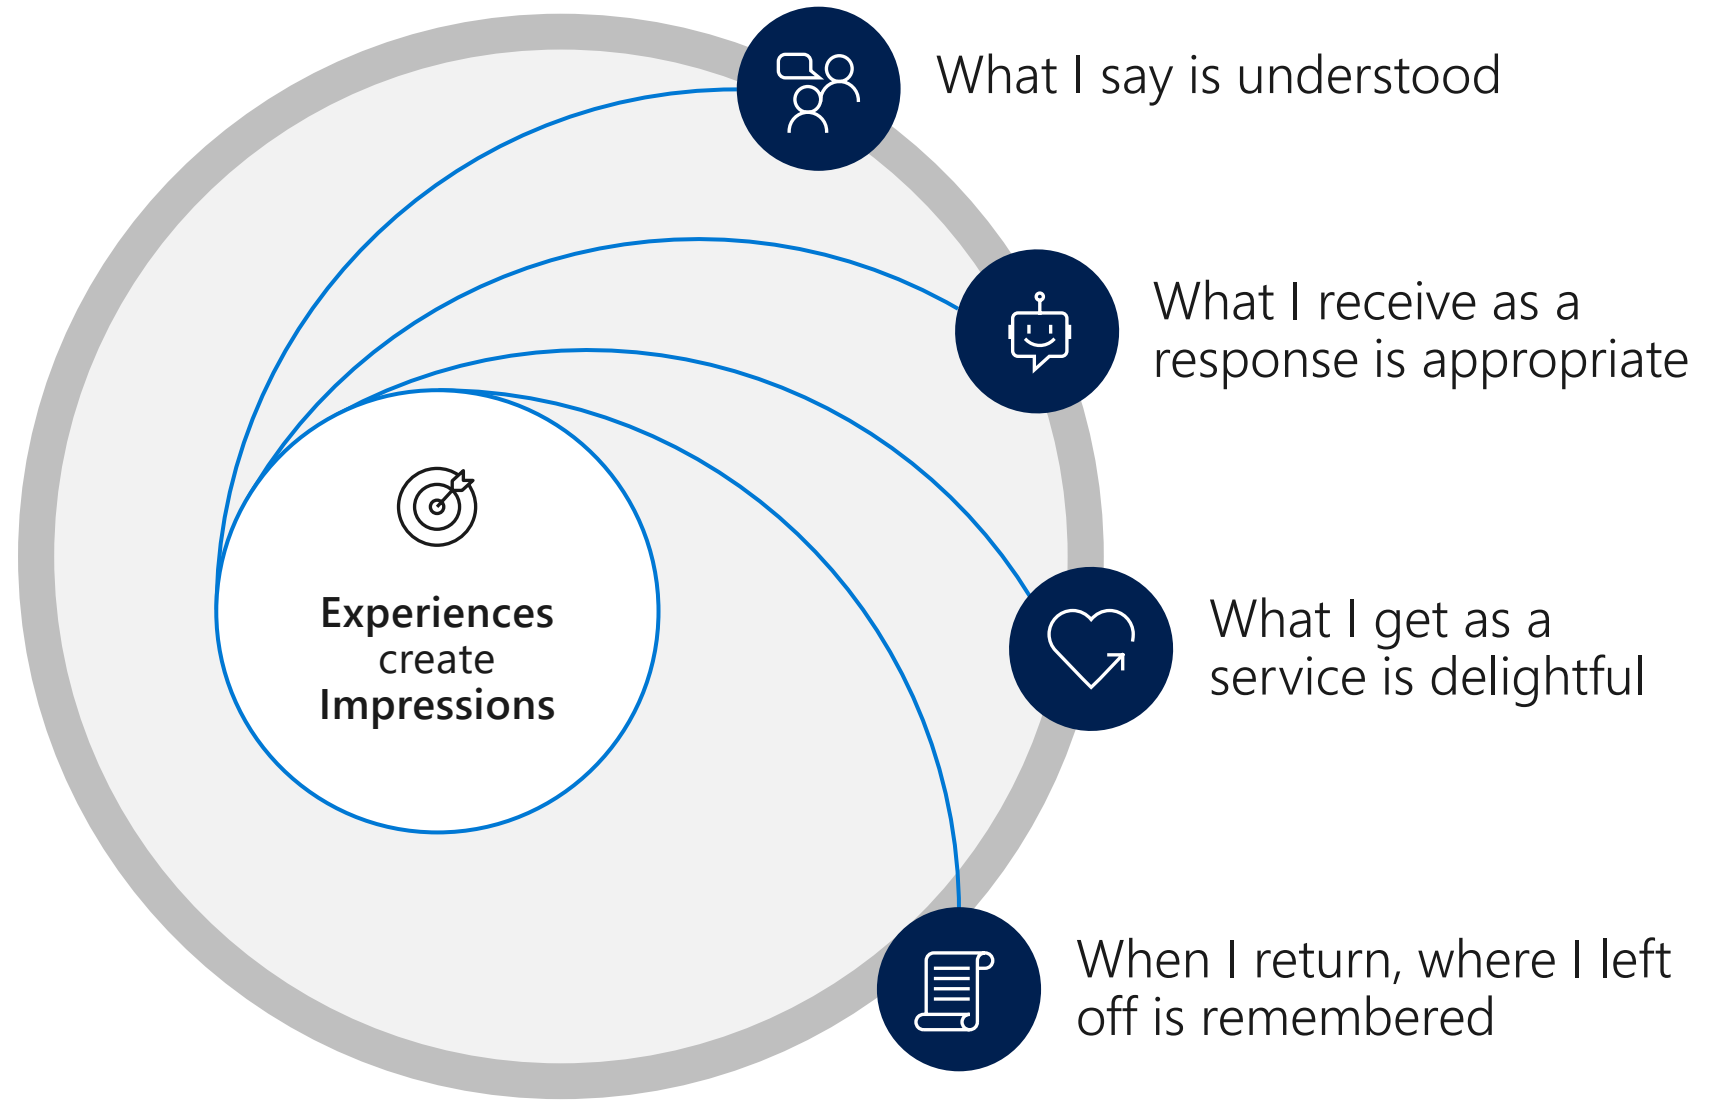 What I say is understood
What I receive as a
response is appropriate
Experiences
create
Impressions
What I get as a
service is delightful
When I return, where I left
off is remembered